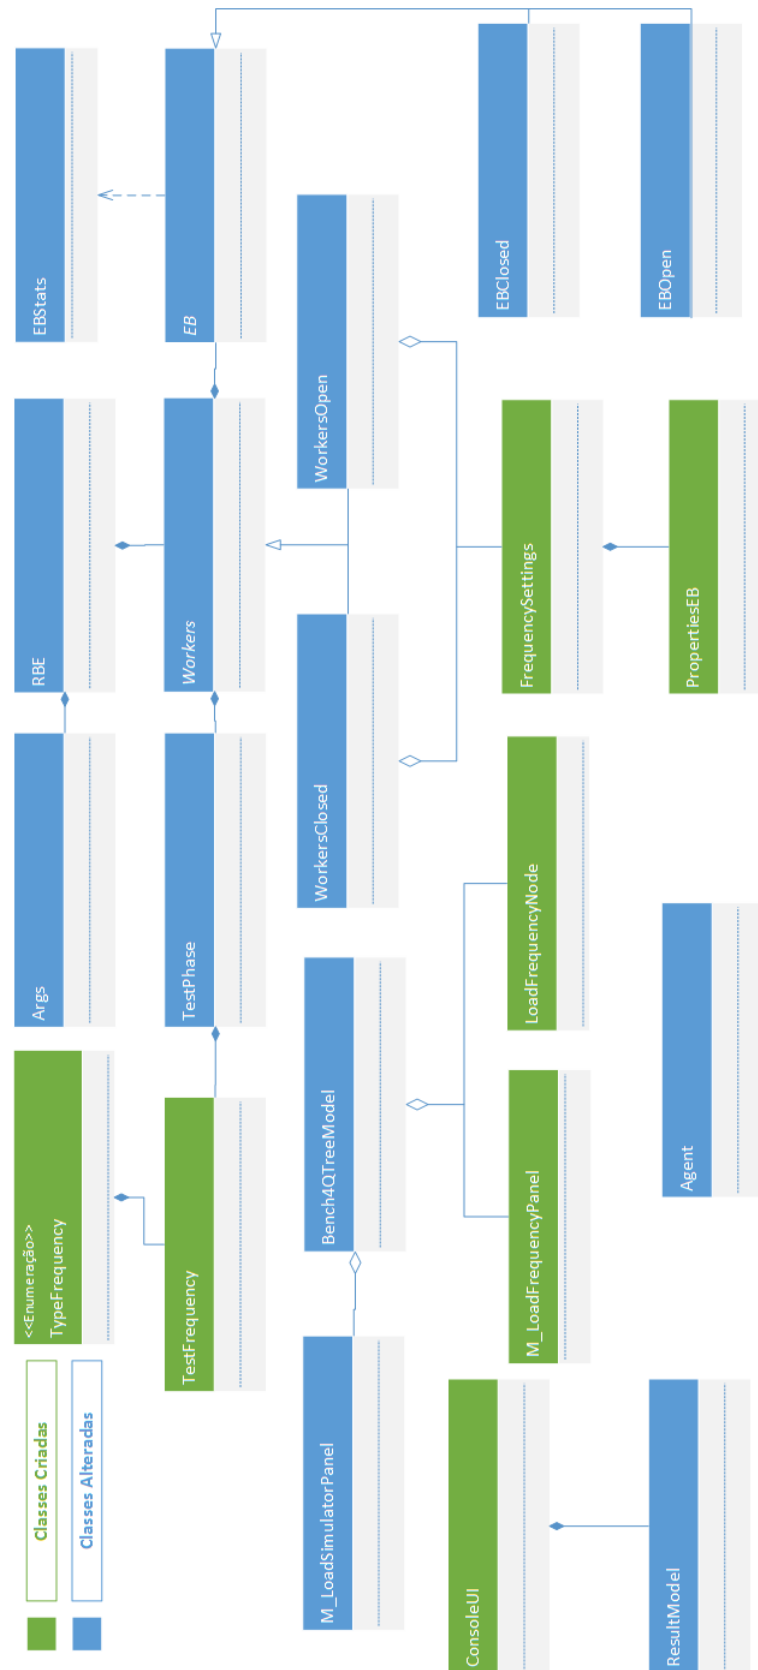 Classes Criadas
Classes Alteradas
<<Enumeração>>
TypeFrequency
Args
RBE
EBStats
TestFrequency
TestPhase
Workers
EB
M_LoadSimulatorPanel
Bench4QTreeModel
WorkersClosed
WorkersOpen
ConsoleUI
M_LoadFrequencyPanel
LoadFrequencyNode
FrequencySettings
EBClosed
ResultModel
Agent
PropertiesEB
EBOpen